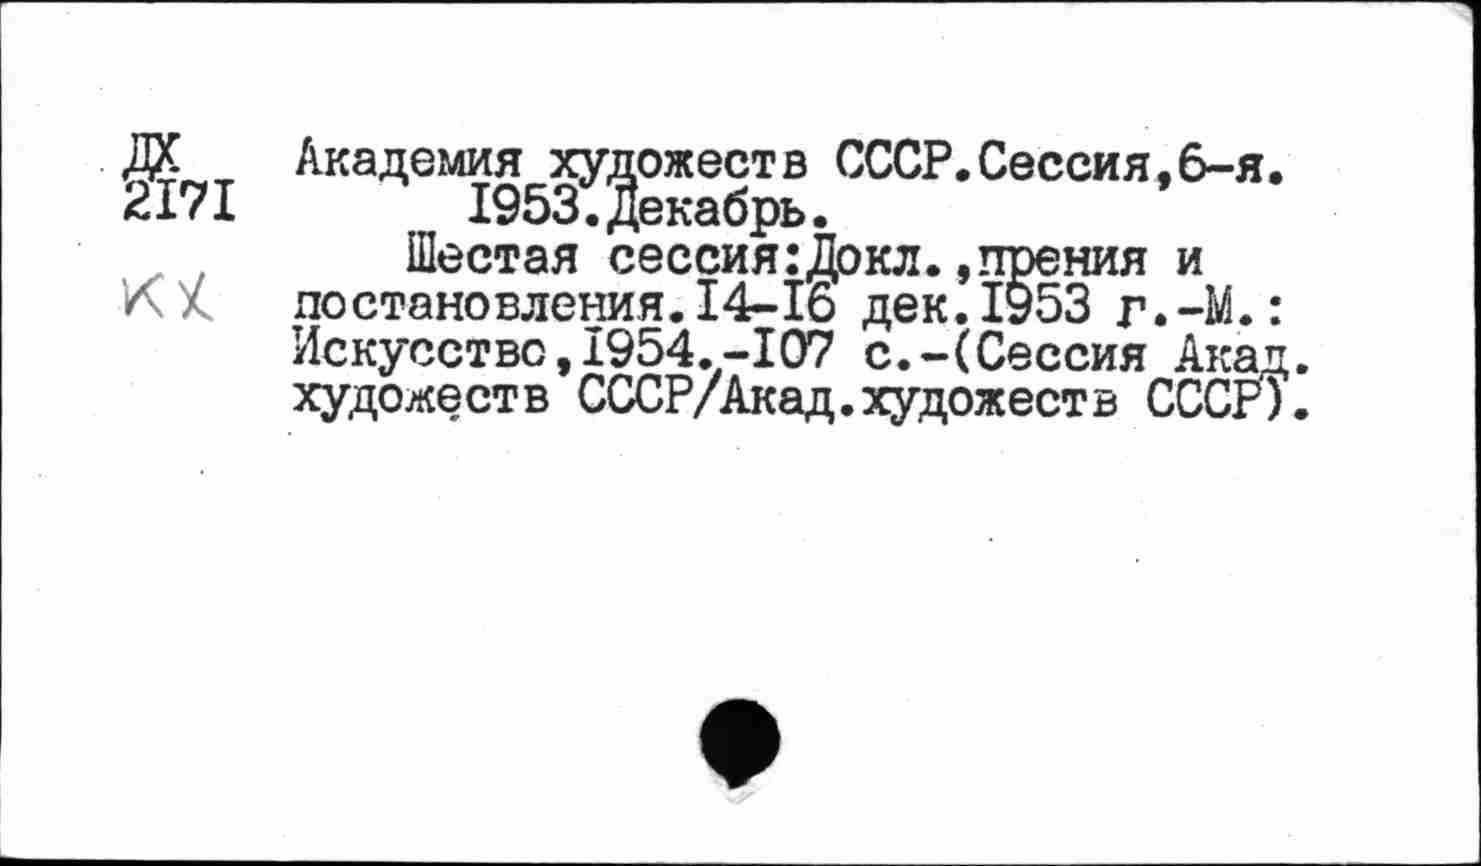 ДХ Академия художеств СССР.Сессия,6-я.
2171 1953.Декабрь.
Шестая сессия:Докл.,прения и
КХ постановления.14-16 дек.1953 г.-М.:
Искусство,1954.-107 с.-(Сессия Акад.
художеств СССР/Акад.художеств СССР).